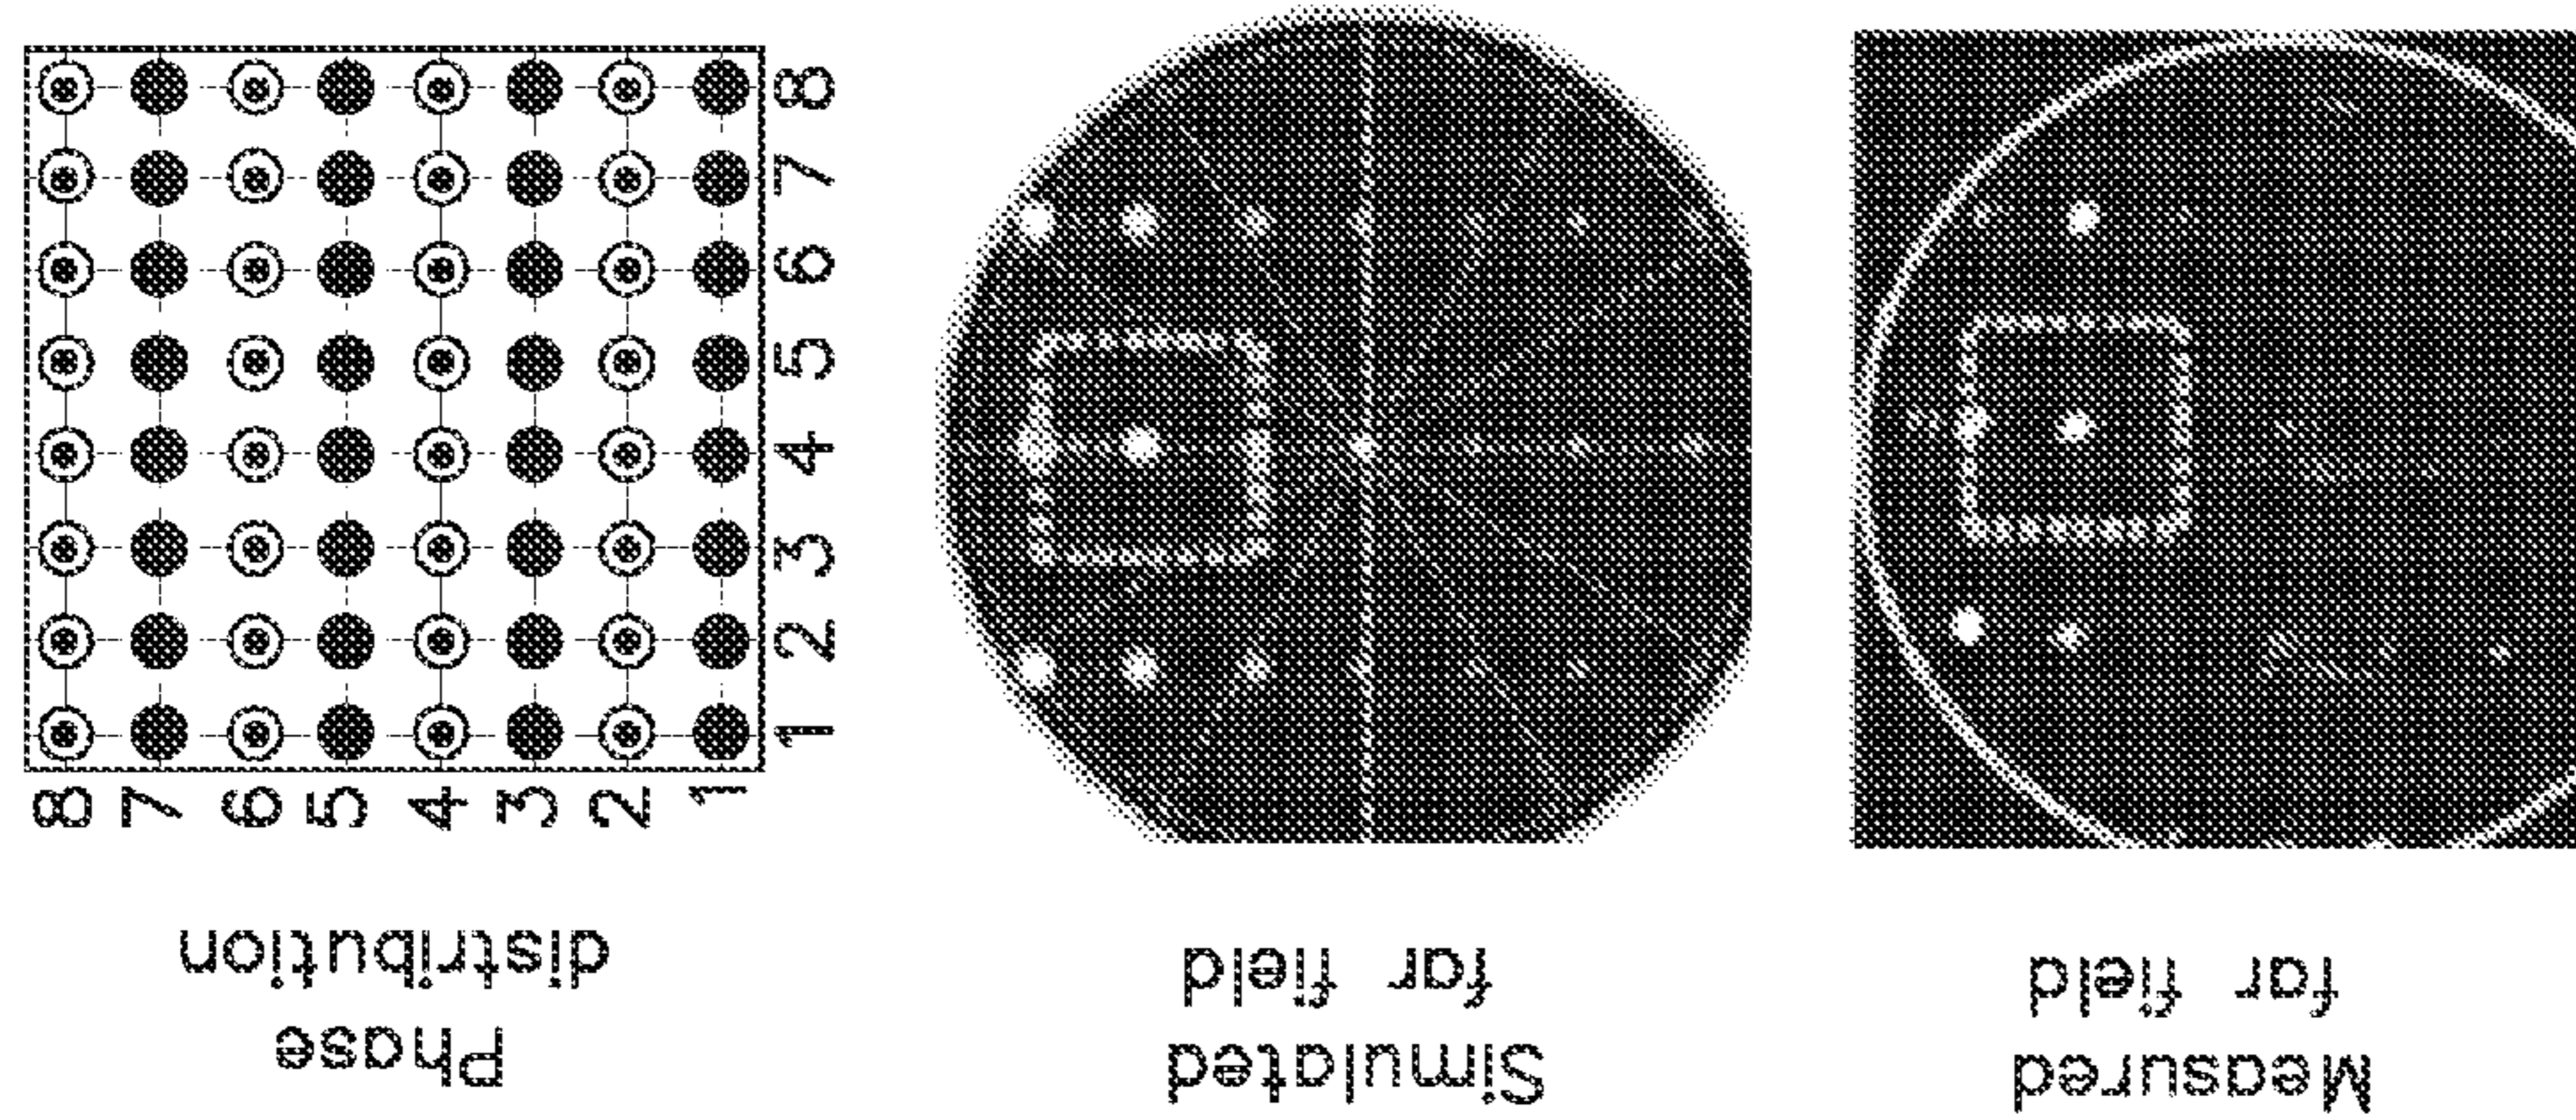 Phase
distribution
Simulated
far field
Measured
far field
1 2 3 4 5 6 7 8
1 2 3 4 5 6 7 8